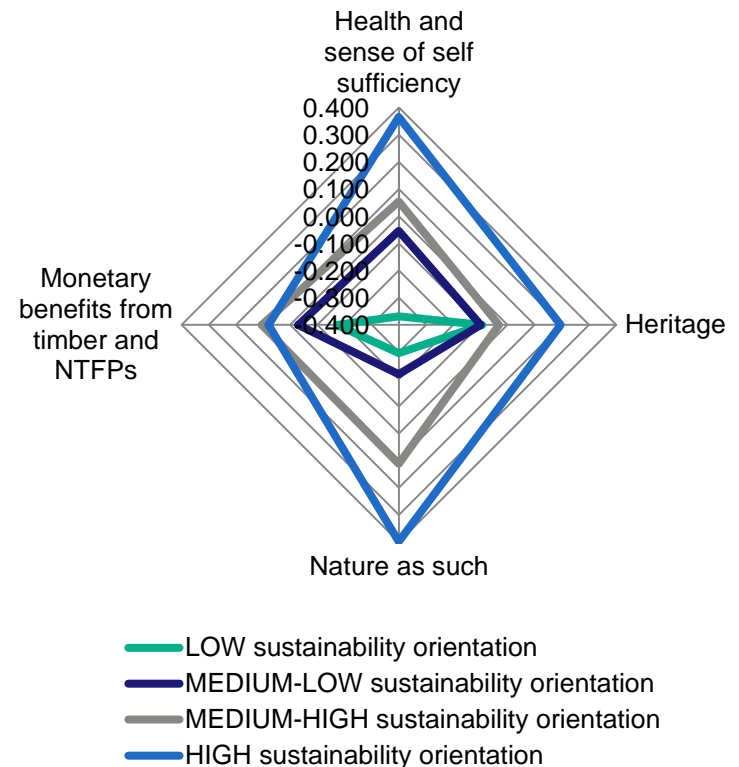 Health and
sense of self
sufficiency
0.400
0.300
0.200
0.100
0.000
-0.100
-0.200
-0.300
-0.400
Monetary
benefits from
timber and
NTFPs
Heritage
Nature as such
LOW sustainability orientation
MEDIUM-LOW sustainability orientation
MEDIUM-HIGH sustainability orientation
HIGH sustainability orientation